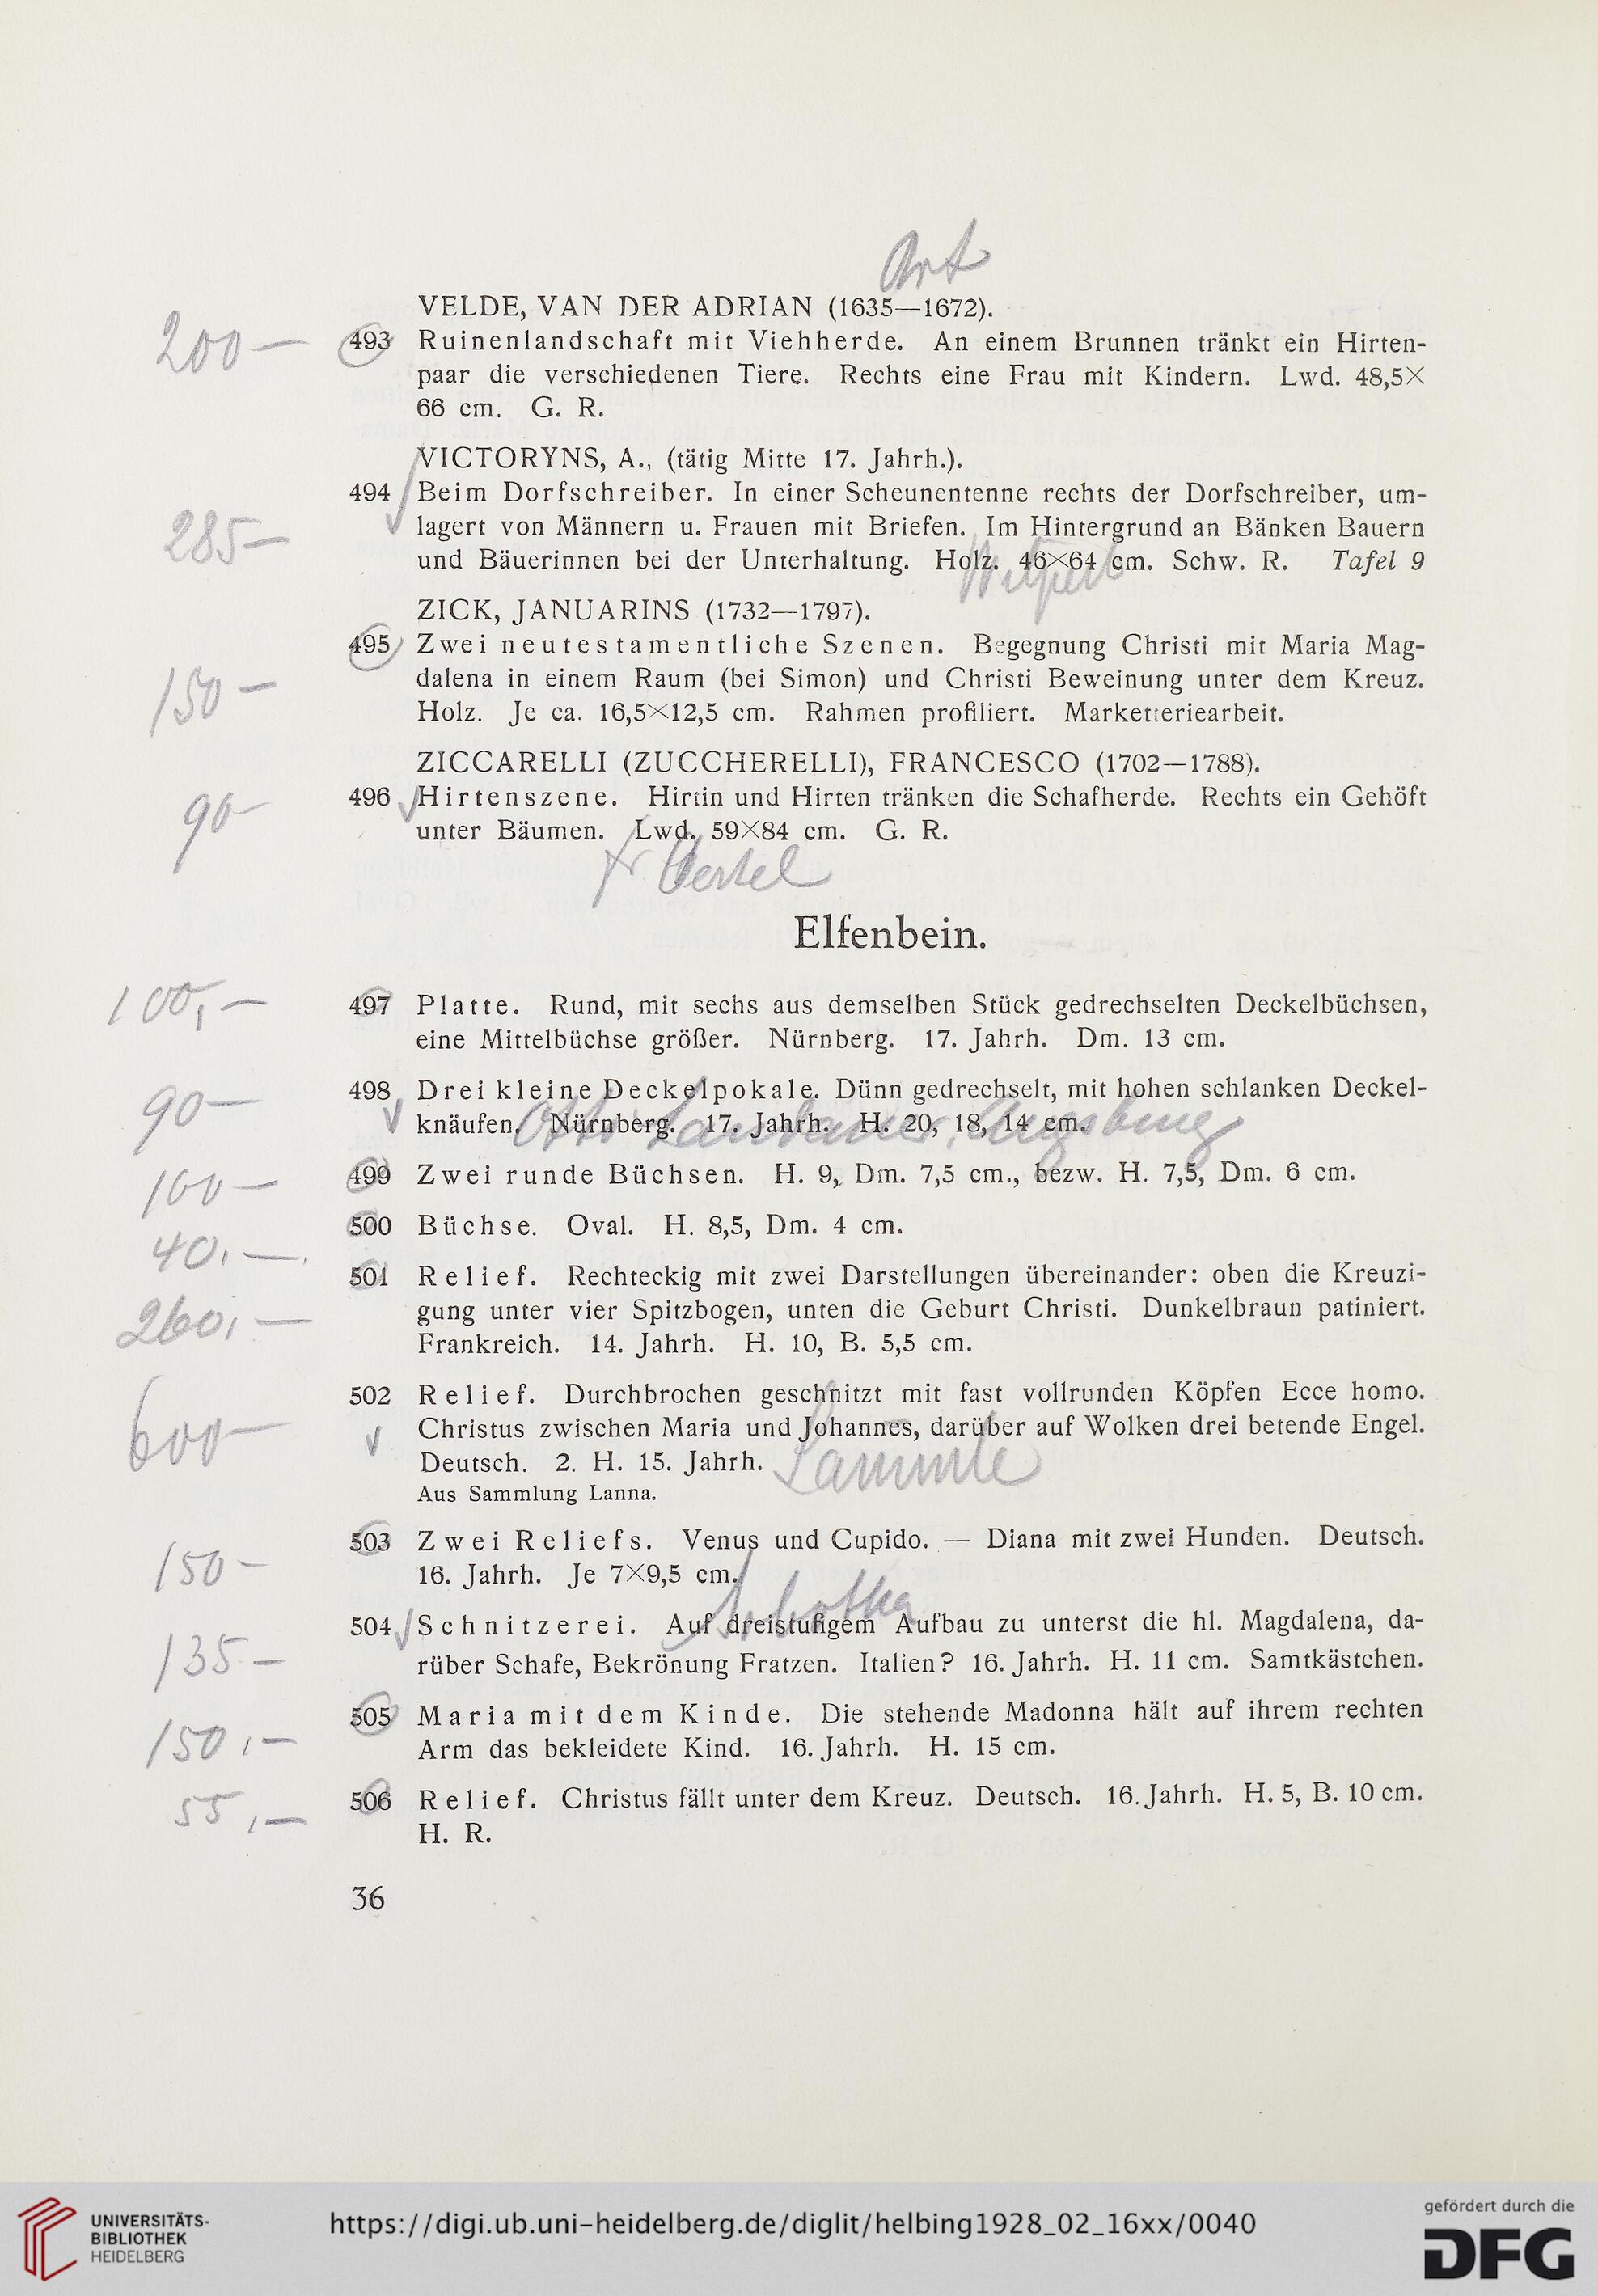 Art
VELDE, VAN DER ADRIAN (1635—1672).
200—
493 Ruinenlandschaft mit Viehherde. An einem Brunnen tränkt ein Hirten-
paar die verschiedenen Tiere. Rechts eine Frau mit Kindern. Lwd. 48,5×
66 cm. G. R.
VICTORYNS, A., (tätig Mitte 17. Jahrh.).
494 Beim Dorfschreiber. In einer Scheunentenne rechts der Dorfschreiber, um-
285—
lagert von Männern u. Frauen mit Briefen. Im Hintergrund an Bänken Bauern
und Bäuerinnen bei der Unterhaltung. Holz. 46×64 cm. Schw. R. Tafel 9
ZICK, JANUARINS (1732—1797).
495 Zwei neutestamentliche Szenen. Begegnung Christi mit Maria Mag-
150—
dalena in einem Raum (bei Simon) und Christi Beweinung unter dem Kreuz.
Holz. Je ca. 16,5×12,5 cm. Rahmen profiliert. Marketteriearbeit.
ZICCARELLI (ZUCCHERELLI), FRANCESCO (1702—1788).
90—
496 Hirtenszene. Hirtin und Hirten tränken die Schafherde. Rechts ein Gehöft
unter Bäumen. Lwd. 59×84 cm. G. R.
Elfenbein.
100,—
497 Platte. Rund, mit sechs aus demselben Stück gedrechselten Deckelbüchsen,
eine Mittelbüchse größer. Nürnberg. 17. Jahrh. Dm. 13 cm.
90—
498 Drei kleine Deckelpokale. Dünn gedrechselt, mit hohen schlanken Deckel-
knäufen. Nürnberg. 17. Jahrh. H. 20, 18, 14 cm.
100—
499 Zwei runde Büchsen. H. 9, Dm. 7,5 cm., bezw. H. 7,5, Dm. 6 cm.
40,—.
500 Büchse. Oval. H. 8,5, Dm. 4 cm.
260,—
501 Relief. Rechteckig mit zwei Darstellungen übereinander: oben die Kreuzi-
gung unter vier Spitzbogen, unten die Geburt Christi. Dunkelbraun patiniert.
Frankreich. 14. Jahrh. H. 10, B. 5,5 cm.
600—
502 Relief. Durchbrochen geschnitzt mit fast vollrunden Köpfen Ecce homo.
Christus zwischen Maria und Johannes, darüber auf Wolken drei betende Engel.
Deutsch. 2. H. 15. Jahrh.
Aus Sammlung Lanna.
150—
503 Zwei Reliefs. Venus und Cupido. — Diana mit zwei Hunden. Deutsch.
16. Jahrh. Je 7×9,5 cm.
135—
504 Schnitzerei. Auf dreistufigem Aufbau zu unterst die hl. Magdalena, da-
rüber Schafe, Bekrönung Fratzen. Italien? 16. Jahrh. H. 11 cm. Samtkästchen.
150,—
505 Maria mit dem Kinde. Die stehende Madonna hält auf ihrem rechten
Arm das bekleidete Kind. 16. Jahrh. H. 15 cm.
55,—
506 Relief. Christus fällt unter dem Kreuz. Deutsch. 16. Jahrh. H. 5, B. 10 cm.
H. R.
36
UNIVERSITÄTS-
BIBLIOTHEK
HEIDELBERG
https://digi.ub.uni-heidelberg.de/diglit/helbing1928_02_16xx/0040
gefördert durch die
DFG